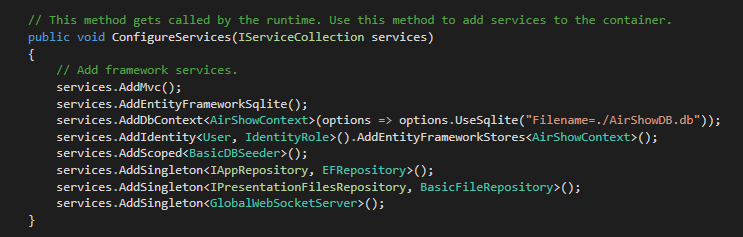 // This method gets called by the runtime. Use this method to add services to the container.
public void ConfigureServices(IServiceCollection services)
{
// Add framework services.
services.AddMvc();
services.AddEntityFrameworkSqlite();
services.AddDbContext<AirShowContext>(options => options.UseSqlite("Filename=./AirShowDB.db"));
services.AddIdentity<User, IdentityRole>().AddEntityFrameworkStores<AirShowContext>();
services.AddScoped<BasicDBSeeder>();
services.AddSingleton<IAppRepository, EFRepository>();
services.AddSingleton<IPresentationFilesRepository, BasicFileRepository>();
services.AddSingleton<GlobalWebSocketServer>();
}